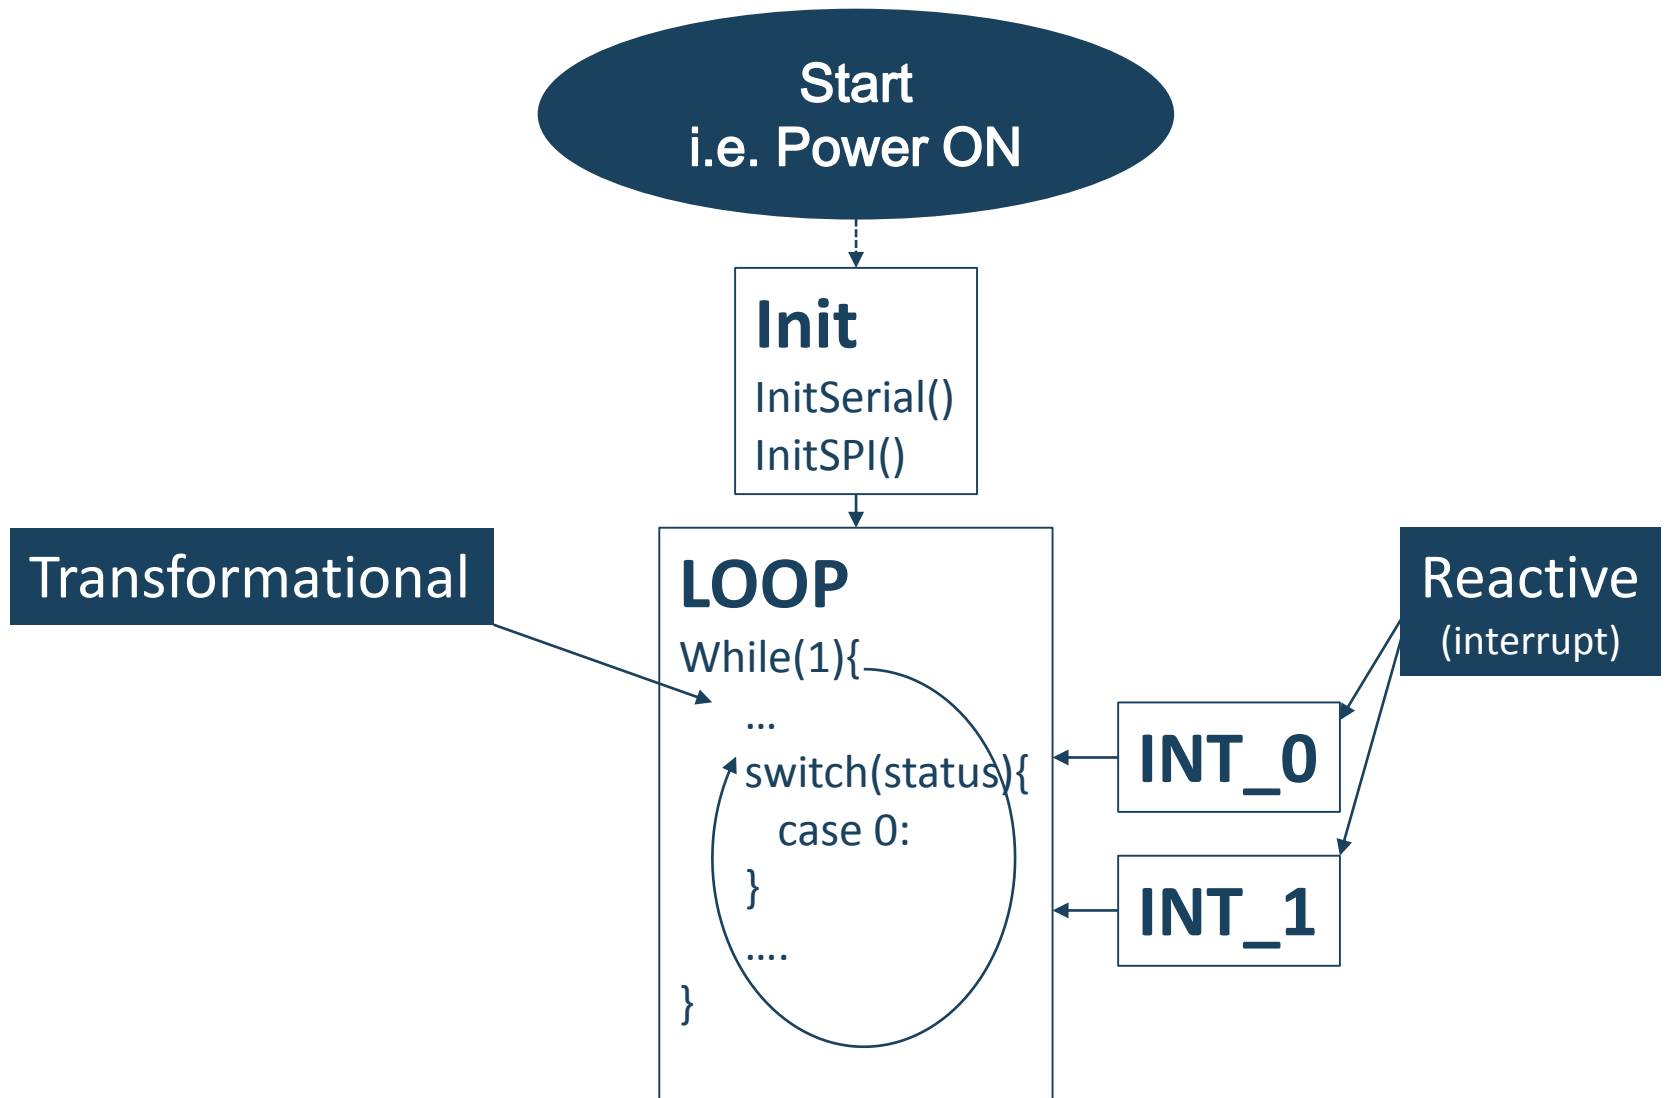 Start
i.e. Power ON
Init
InitSerial()
InitSPI()
Transformational
LOOP
While(1){
...
switch(status){
case 0:
}
....
}
Reactive
(interrupt)
INT_0
INT_1